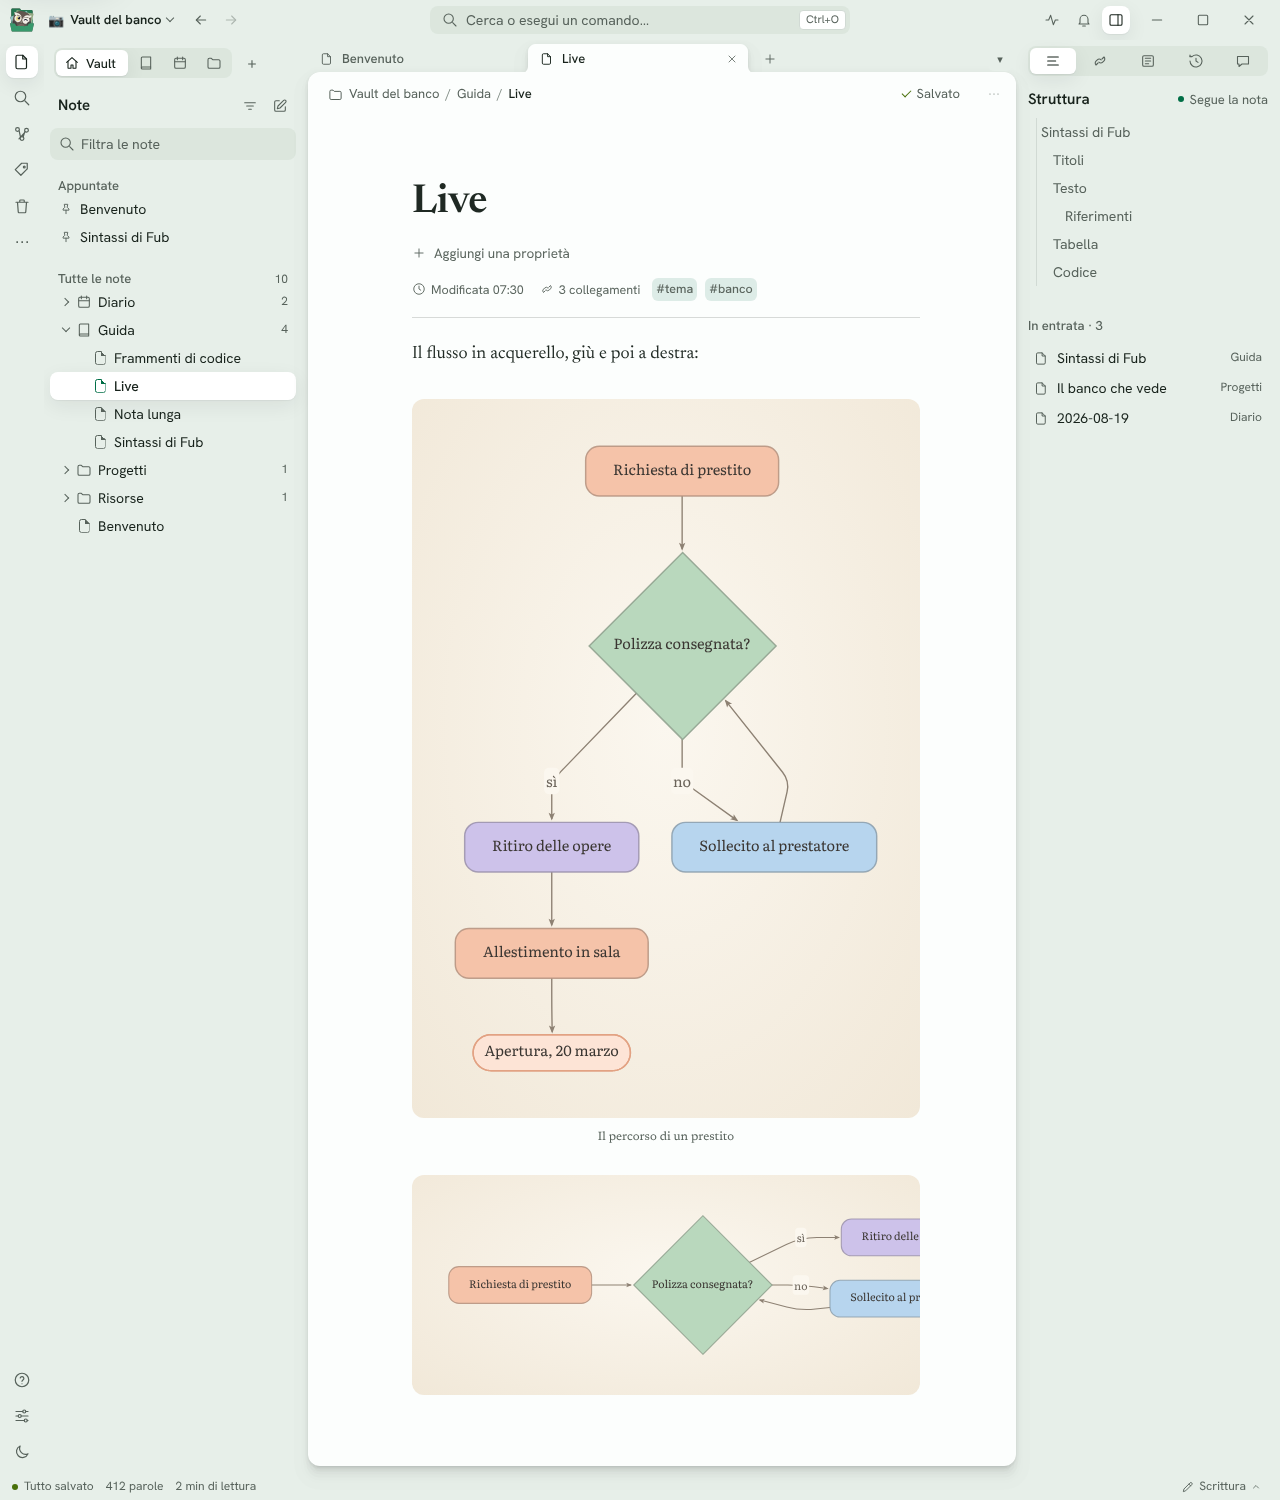 Vault del banco
Cerca o esegui un comando…
Ctrl+O
Vault
Note
Filtra le note
Appuntate
Benvenuto
Sintassi di Fub
Tutte le note 10
Diario 2
Guida 4
Frammenti di codice
Live
Nota lunga
Sintassi di Fub
Progetti 1
Risorse 1
Benvenuto
Benvenuto
Live
Vault del banco / Guida / Live
Salvato
Live
Aggiungi una proprietà
Modificata 07:30
3 collegamenti
#tema
#banco
Il flusso in acquerello, giù e poi a destra:
Richiesta di prestito
Polizza consegnata?
sì
no
Ritiro delle opere
Sollecito al prestatore
Allestimento in sala
Apertura, 20 marzo
Il percorso di un prestito
Richiesta di prestito
Polizza consegnata?
sì
no
Ritiro delle
Sollecito al pr
Struttura
Segue la nota
Sintassi di Fub
Titoli
Testo
Riferimenti
Tabella
Codice
In entrata · 3
Sintassi di Fub Guida
Il banco che vede Progetti
2026-08-19 Diario
Tutto salvato
412 parole
2 min di lettura
Scrittura